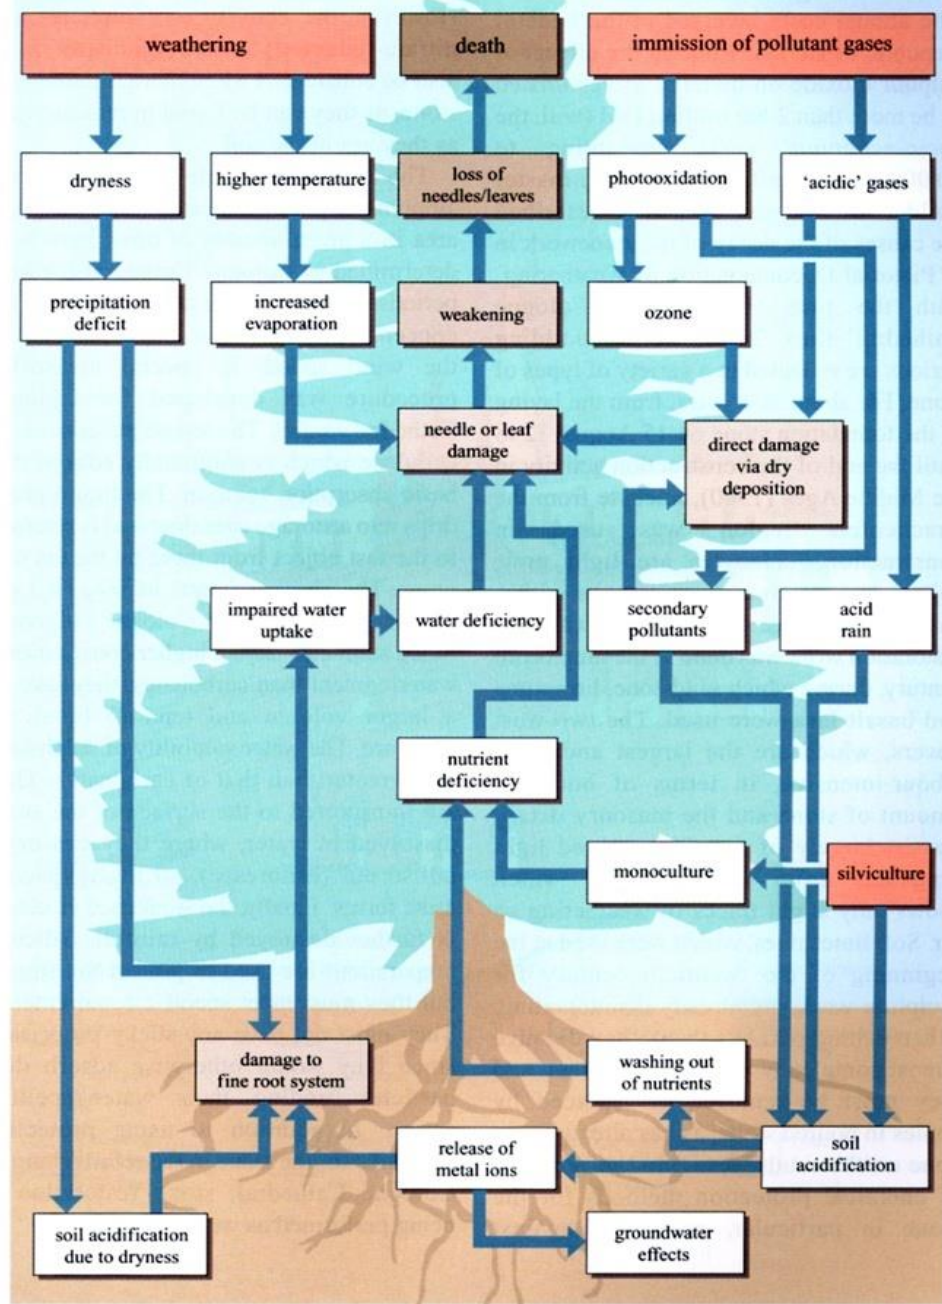 weathering
death
immission of pollutant gases
dryness
higher temperature
loss of
needles/leaves
photooxidation
‘acidic’ gases
precipitation
deficit
increased
evaporation
weakening
ozone
needle or leaf
damage
direct damage
via dry
deposition
impaired water
uptake
water deficiency
secondary
pollutants
acid
rain
nutrient
deficiency
monoculture
silviculture
damage to
fine root system
washing out
of nutrients
release of
metal ions
soil
acidification
soil acidification
due to dryness
groundwater
effects